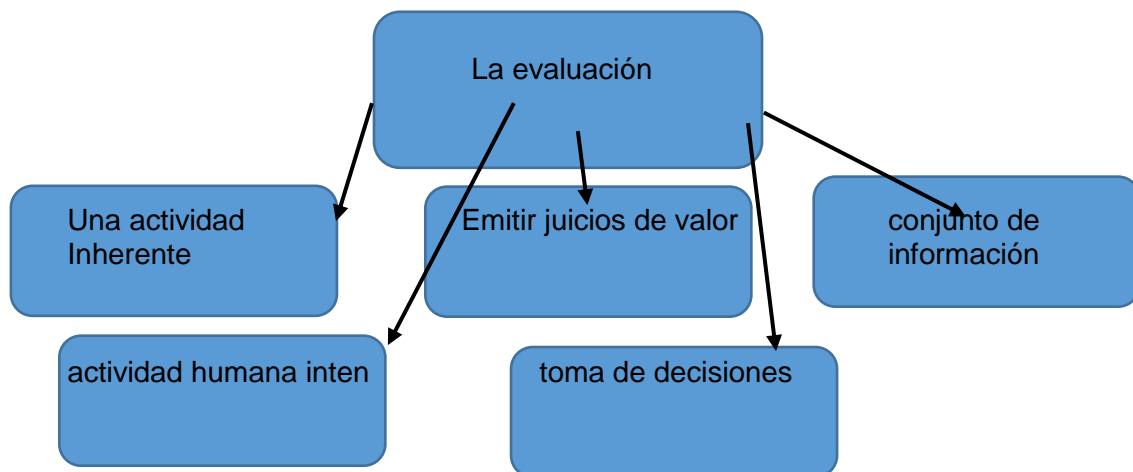 La evaluación
Una actividad
Inherente
Emitir juicios de valor
conjunto de
información
actividad humana inten
toma de decisiones